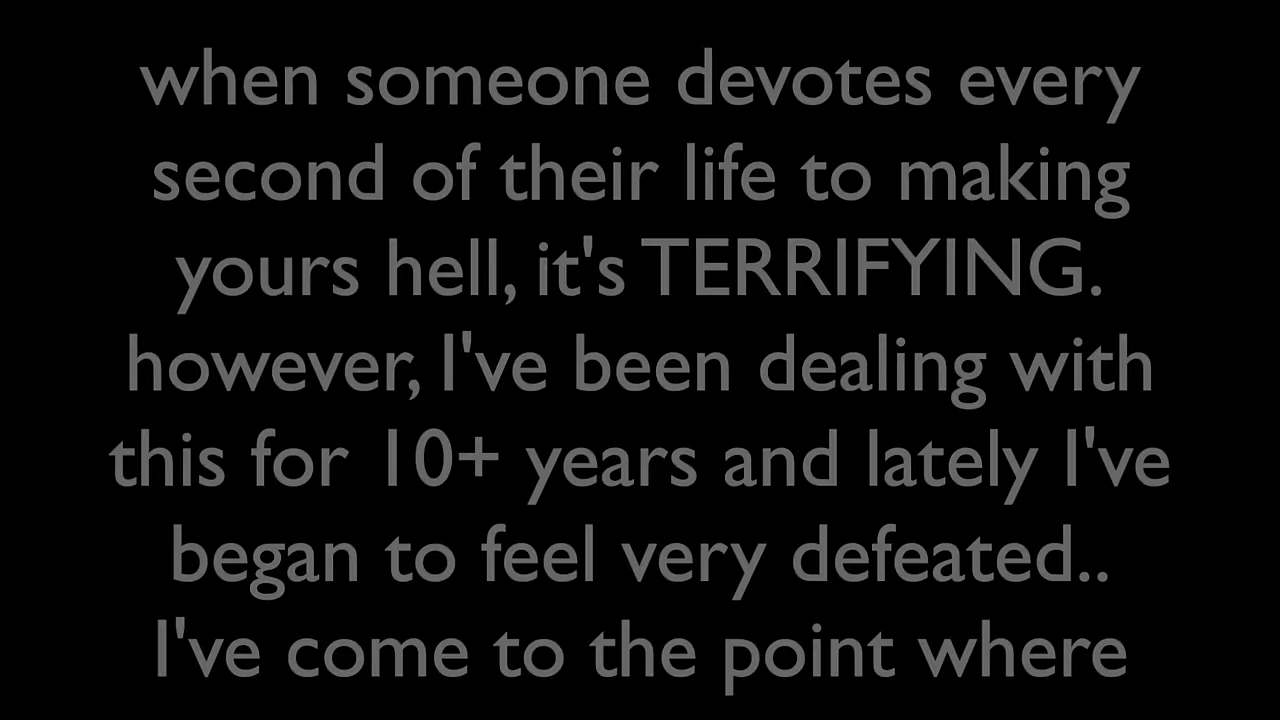 when someone devotes every
second of their life to making
yours hell, it's TERRIFYING.
however, I've been dealing with
this for 10+ years and lately I've
began to feel very defeated..
I've come to the point where